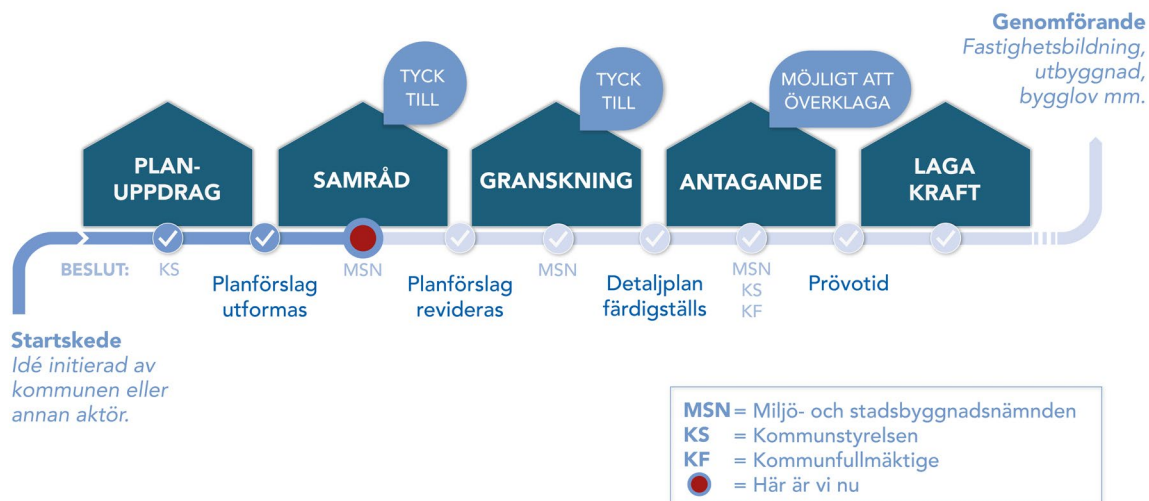 Genomförande
Fastighetsbildning,
utbyggnad,
bygglov mm.
TYCK
TILL
TYCK
TILL
MÖJLIGT ATT
ÖVERKLAGA
PLAN-
UPPDRAG
SAMRÅD
GRANSKNING
ANTAGANDE
LAGA
KRAFT
BESLUT:
KS
Planförslag
utformas
MSN
Planförslag
revideras
MSN
Detaljplan
färdigställs
MSN
KS
KF
Prövotid
Startskede
Idé initierad av
kommunen eller
annan aktör.
MSN = Miljö- och stadsbyggnadsnämnden
KS = Kommunstyrelsen
KF = Kommunfullmäktige
= Här är vi nu